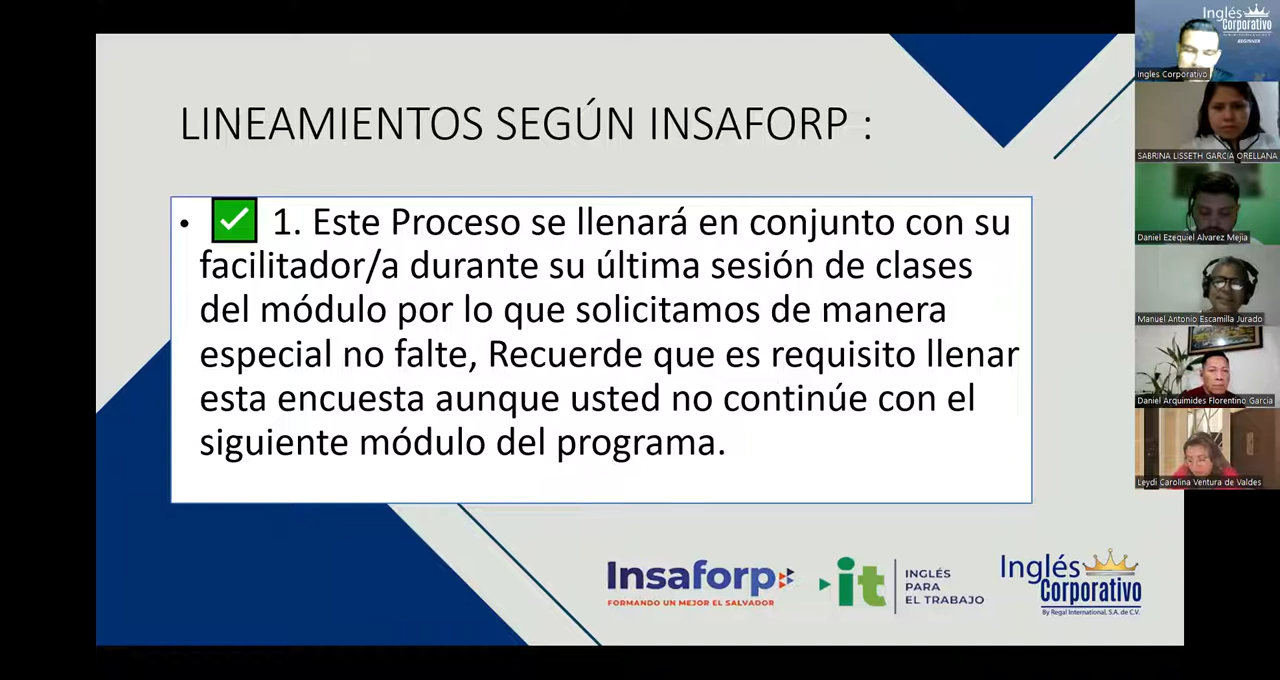 LINEAMIENTOS SEGÚN INSAFORP :
• ✅ 1. Este Proceso se llenará en conjunto con su
facilitador/a durante su última sesión de clases
del módulo por lo que solicitamos de manera
especial no falte, Recuerde que es requisito llenar
esta encuesta aunque usted no continúe con el
siguiente módulo del programa.
Insaforp
FORMANDO UN MEJOR EL SALVADOR
it
INGLÉS
PARA
EL TRABAJO
Inglés
Corporativo
By Regal International, S.A. de C.V.
Inglés
Corporativo
BEGINNER
Ingles Corporativo
SABRINA LISSETH GARCIA ORELLANA
Daniel Ezequiel Alvarez Mejia
Manuel Antonio Escamilla Jurado
Daniel Arquimides Florentino García
Leydi Carolina Ventura de Valdes